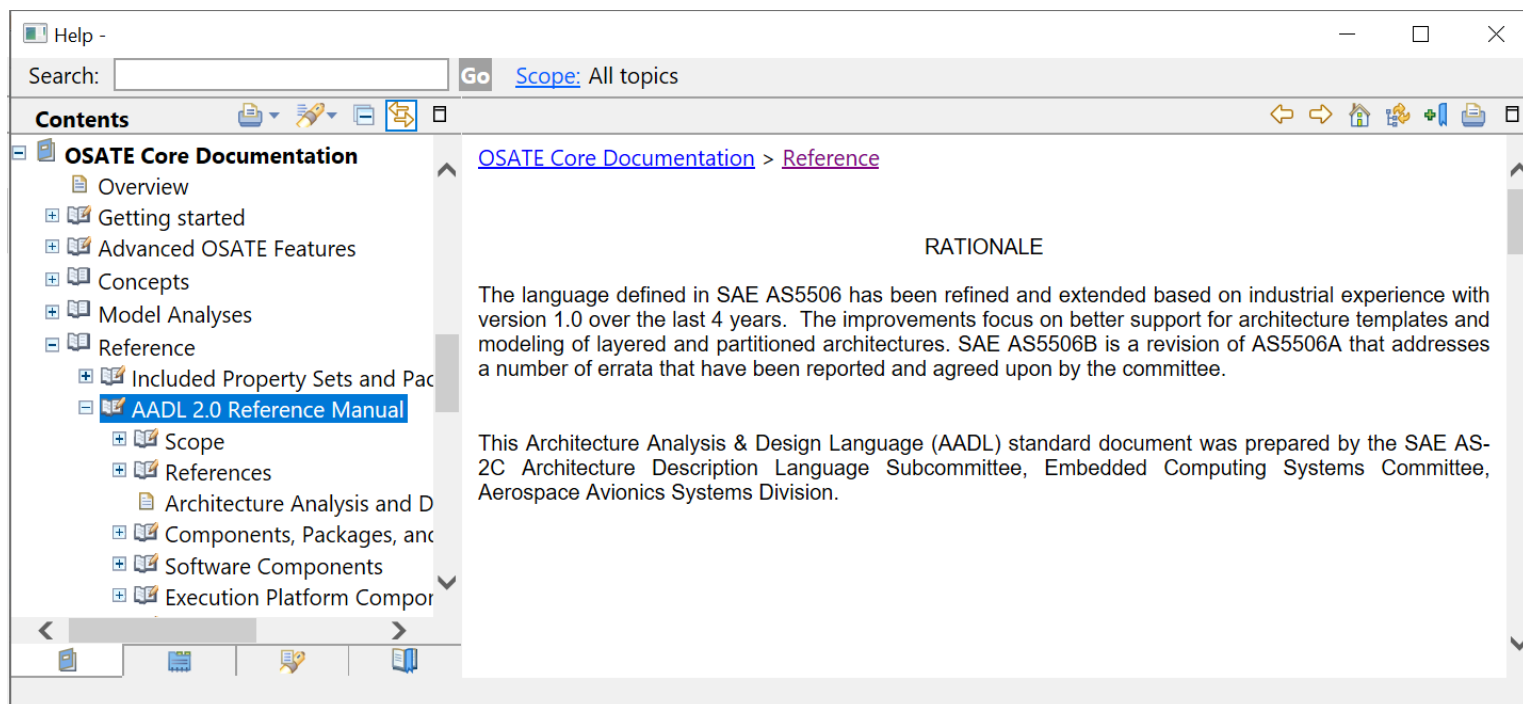 Help -
Search:
Go
Scope: All topics
Contents
OSATE Core Documentation
Overview
Getting started
Advanced OSATE Features
Concepts
Model Analyses
Reference
Included Property Sets and Pac
AADL 2.0 Reference Manual
Scope
References
Architecture Analysis and D
Components, Packages, and
Software Components
Execution Platform Compor
OSATE Core Documentation > Reference
RATIONALE
The language defined in SAE AS5506 has been refined and extended based on industrial experience with
version 1.0 over the last 4 years. The improvements focus on better support for architecture templates and
modeling of layered and partitioned architectures. SAE AS5506B is a revision of AS5506A that addresses
a number of errata that have been reported and agreed upon by the committee.
This Architecture Analysis & Design Language (AADL) standard document was prepared by the SAE AS-
2C Architecture Description Language Subcommittee, Embedded Computing Systems Committee,
Aerospace Avionics Systems Division.